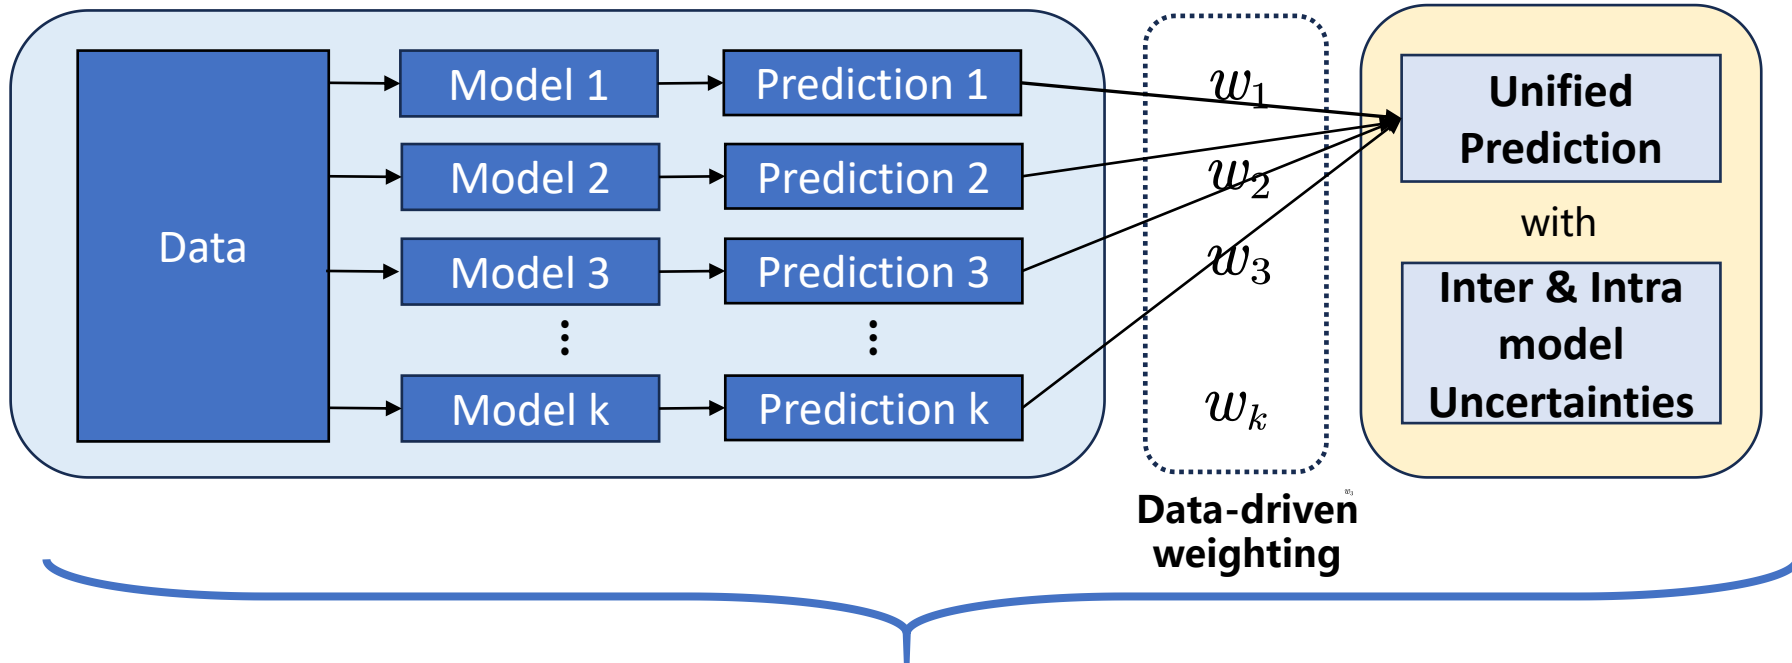 Data
Model 1
Prediction 1
Model 2
Prediction 2
Model 3
Prediction 3
⋮
⋮
Model k
Prediction k
w₁
w₂
w₃
wₖ
w₃
Data-driven
weighting
Unified
Prediction
with
Inter & Intra
model
Uncertainties